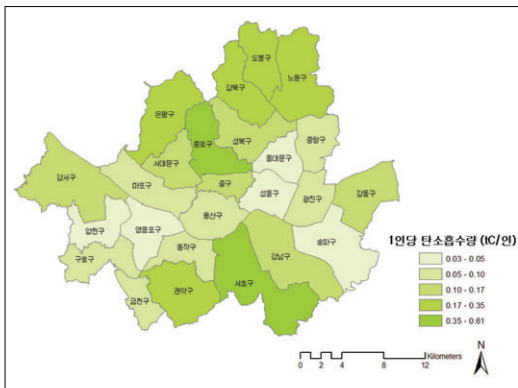 도봉구
노원구
강북구
은평구
종로구
성북구
중랑구
서대문구
동대문구
강서구
마포구
중구
성동구
광진구
강동구
용산구
양천구
영등포구
송파구
구로구
동작구
강남구
금천구
관악구
서초구
1인당 탄소흡수량 (tC/인)
0.03 - 0.05
0.05 - 0.10
0.10 - 0.17
0.17 - 0.35
0.35 - 0.61
N
Kilometers
0 2 4 8 12